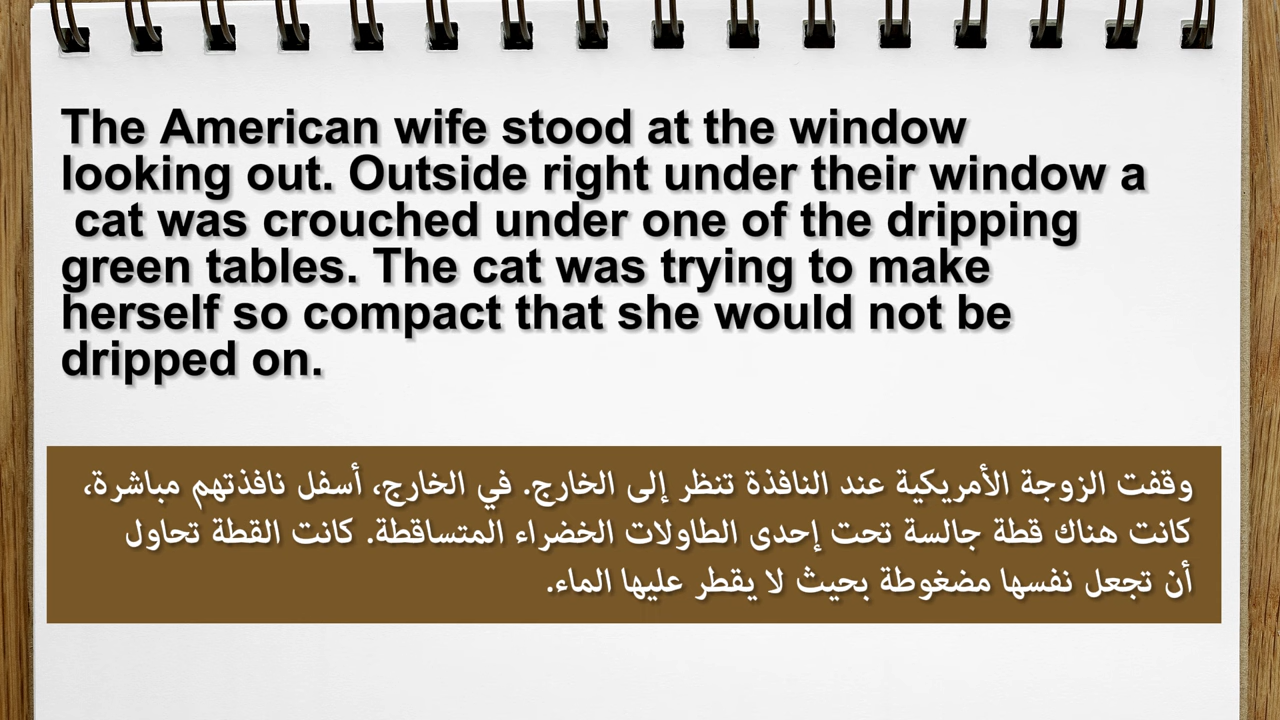 The American wife stood at the window
looking out. Outside right under their window a
cat was crouched under one of the dripping
green tables. The cat was trying to make
herself so compact that she would not be
dripped on.
وقفت الزوجة الأمريكية عند النافذة تنظر إلى الخارج. في الخارج، أسفل نافذتهم مباشرة،
كانت هناك قطة جالسة تحت إحدى الطاولات الخضراء المتساقطة. كانت القطة تحاول
أن تجعل نفسها مضغوطة بحيث لا يقطر عليها الماء.